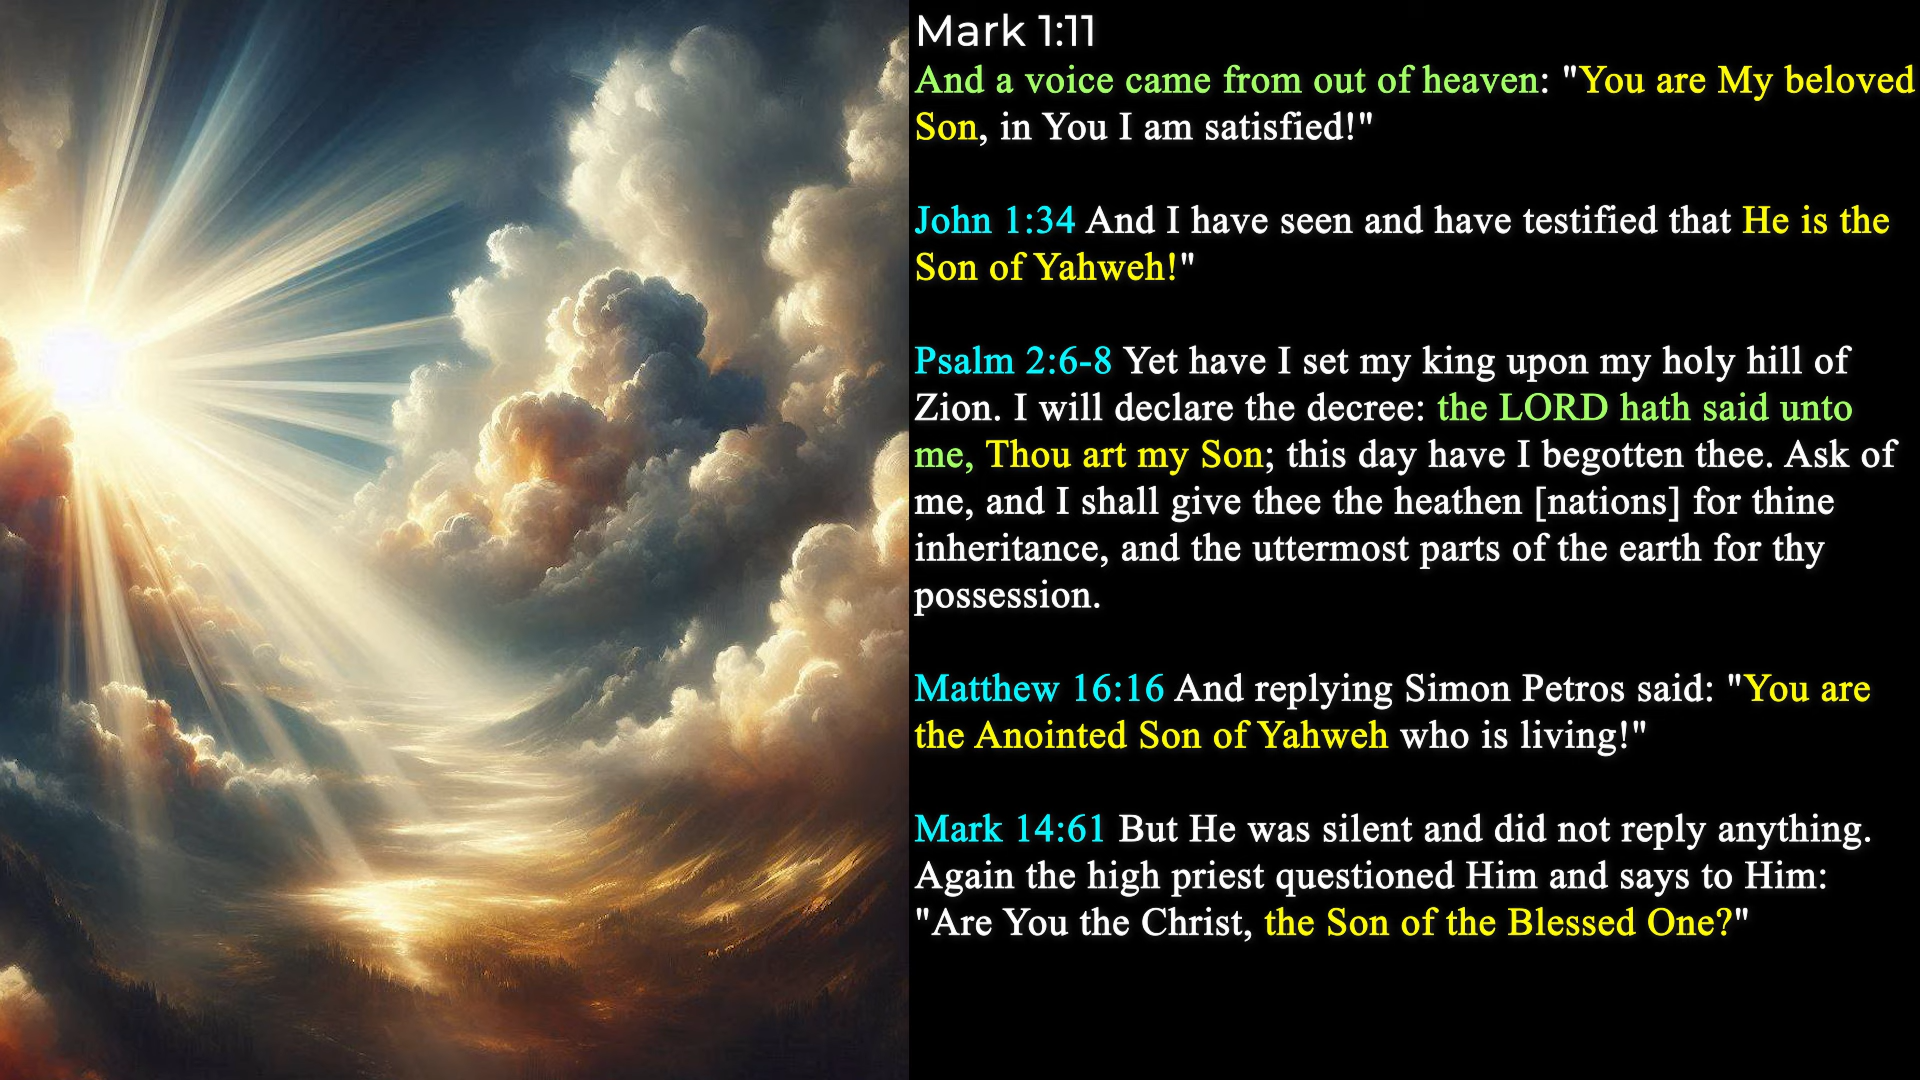 Mark 1:11
And a voice came from out of heaven: "You are My beloved
Son, in You I am satisfied!"
John 1:34 And I have seen and have testified that He is the
Son of Yahweh!"
Psalm 2:6-8 Yet have I set my king upon my holy hill of
Zion. I will declare the decree: the LORD hath said unto
me, Thou art my Son; this day have I begotten thee. Ask of
me, and I shall give thee the heathen [nations] for thine
inheritance, and the uttermost parts of the earth for thy
possession.
Matthew 16:16 And replying Simon Petros said: "You are
the Anointed Son of Yahweh who is living!"
Mark 14:61 But He was silent and did not reply anything.
Again the high priest questioned Him and says to Him:
"Are You the Christ, the Son of the Blessed One?"